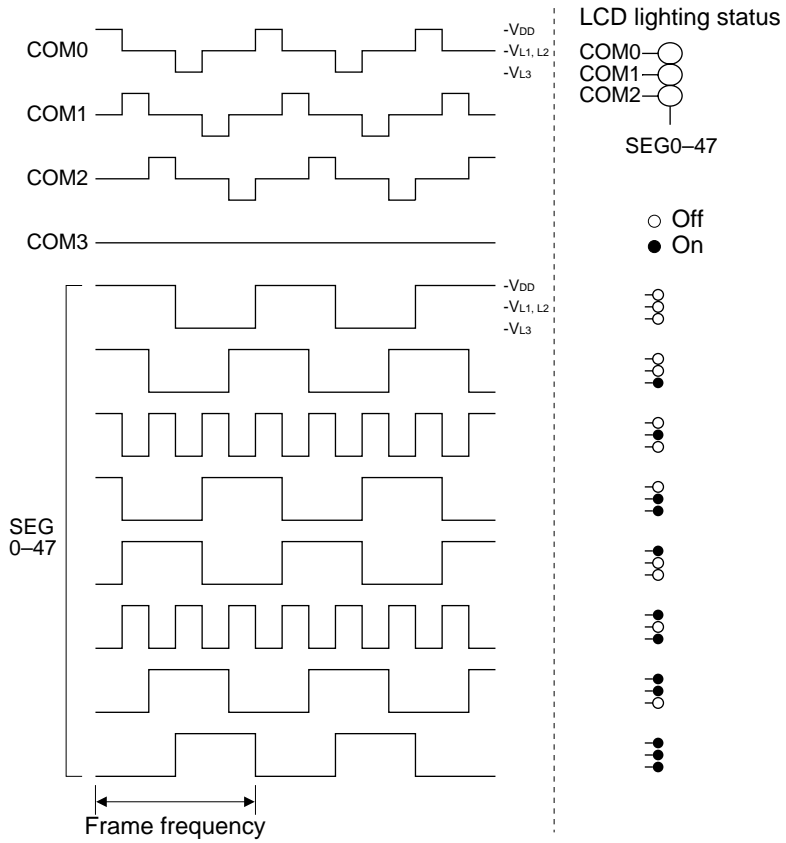 LCD lighting status
COM0
COM1
COM2
SEG0–47
Off
On
COM0
-VDD
-VL1, L2
-VL3
COM1
COM2
COM3
-VDD
-VL1, L2
-VL3
SEG
0–47
Frame frequency